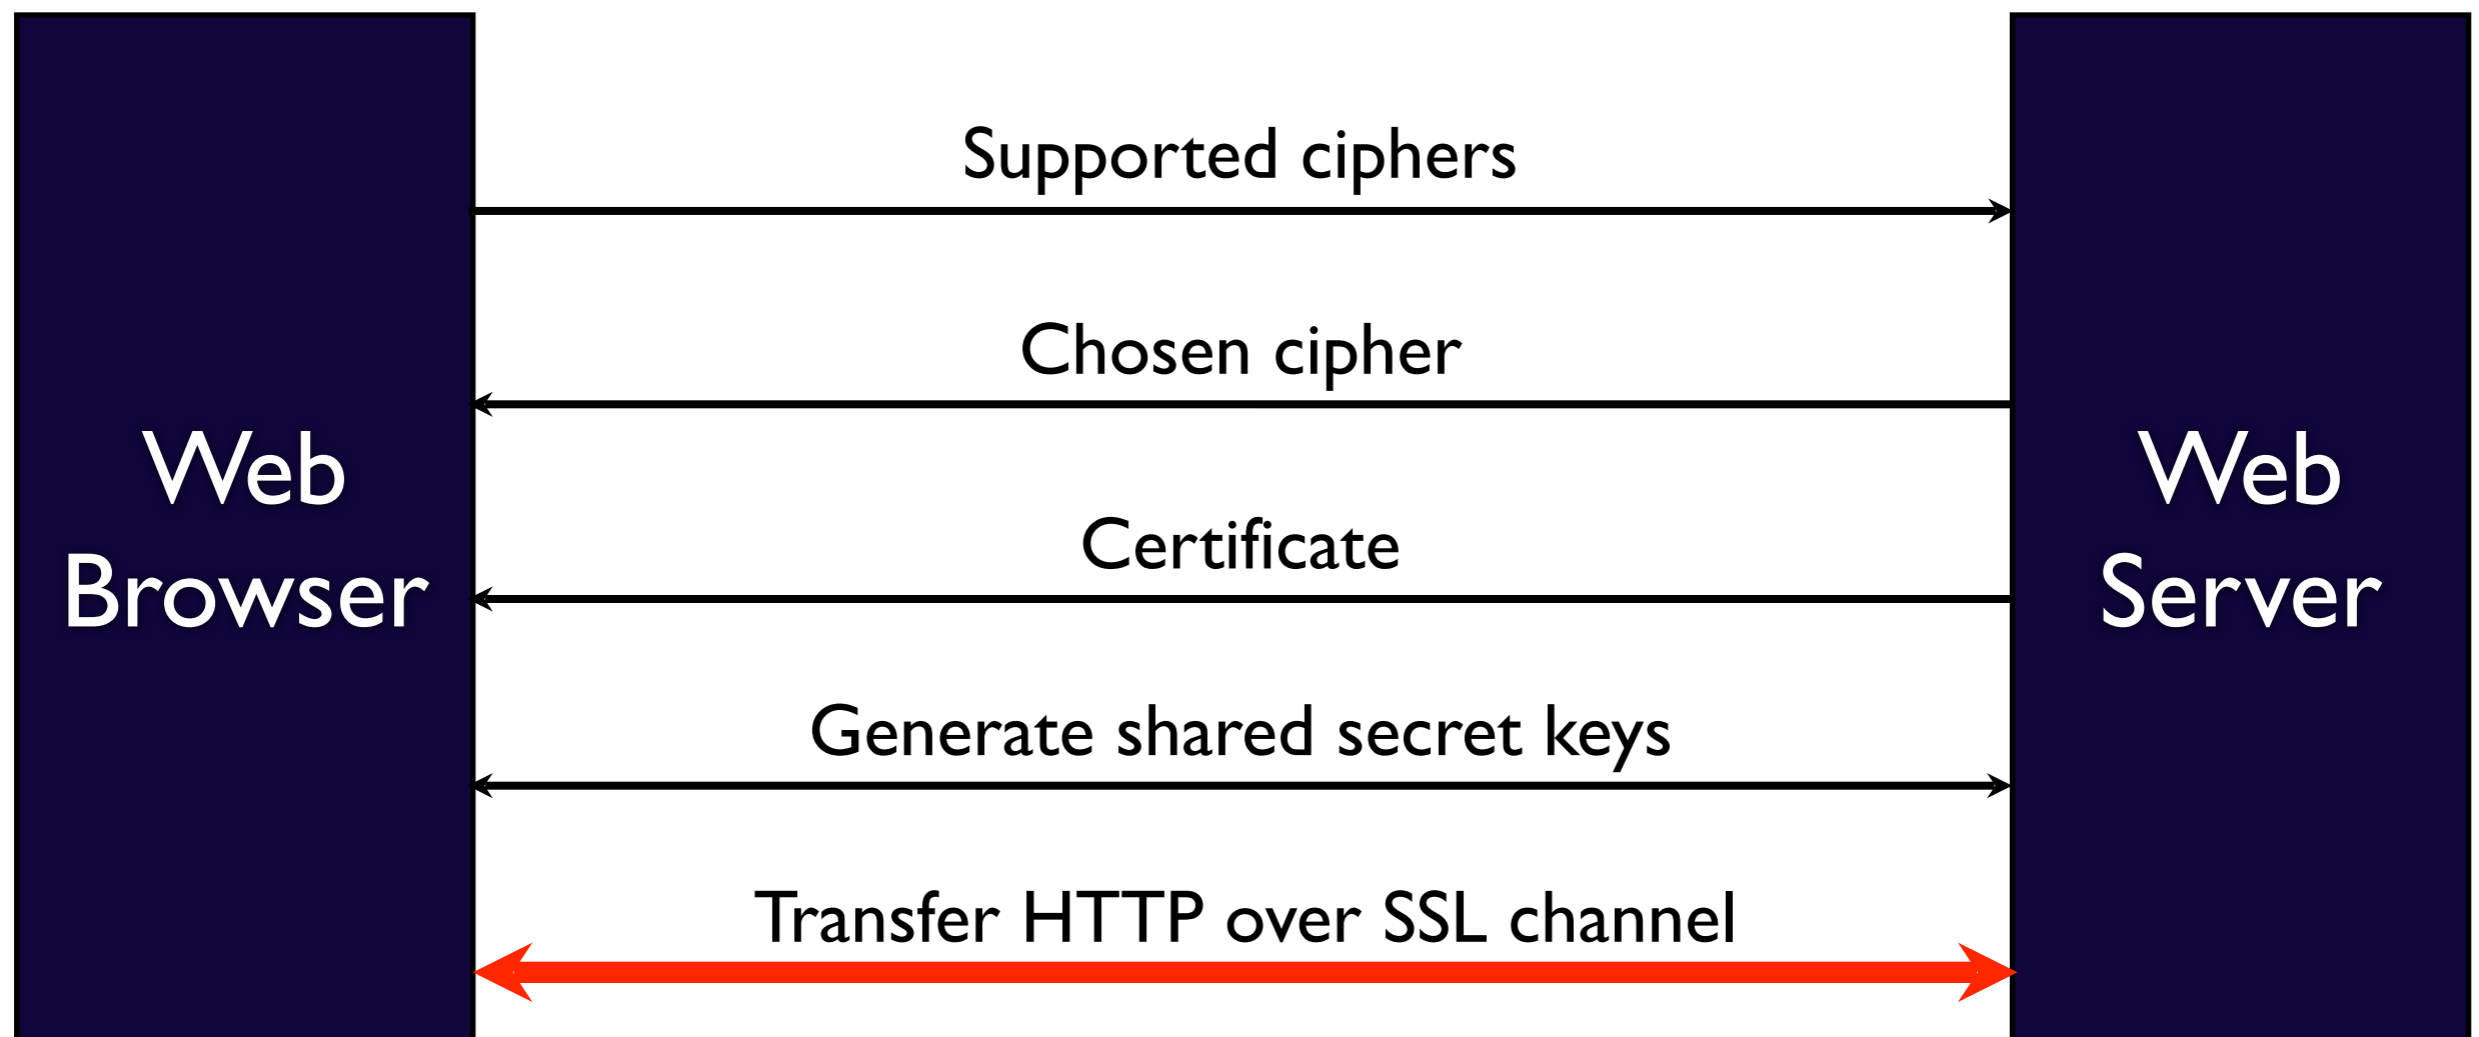 Supported ciphers
Chosen cipher
Web
Browser
Certificate
Web
Server
Generate shared secret keys
Transfer HTTP over SSL channel